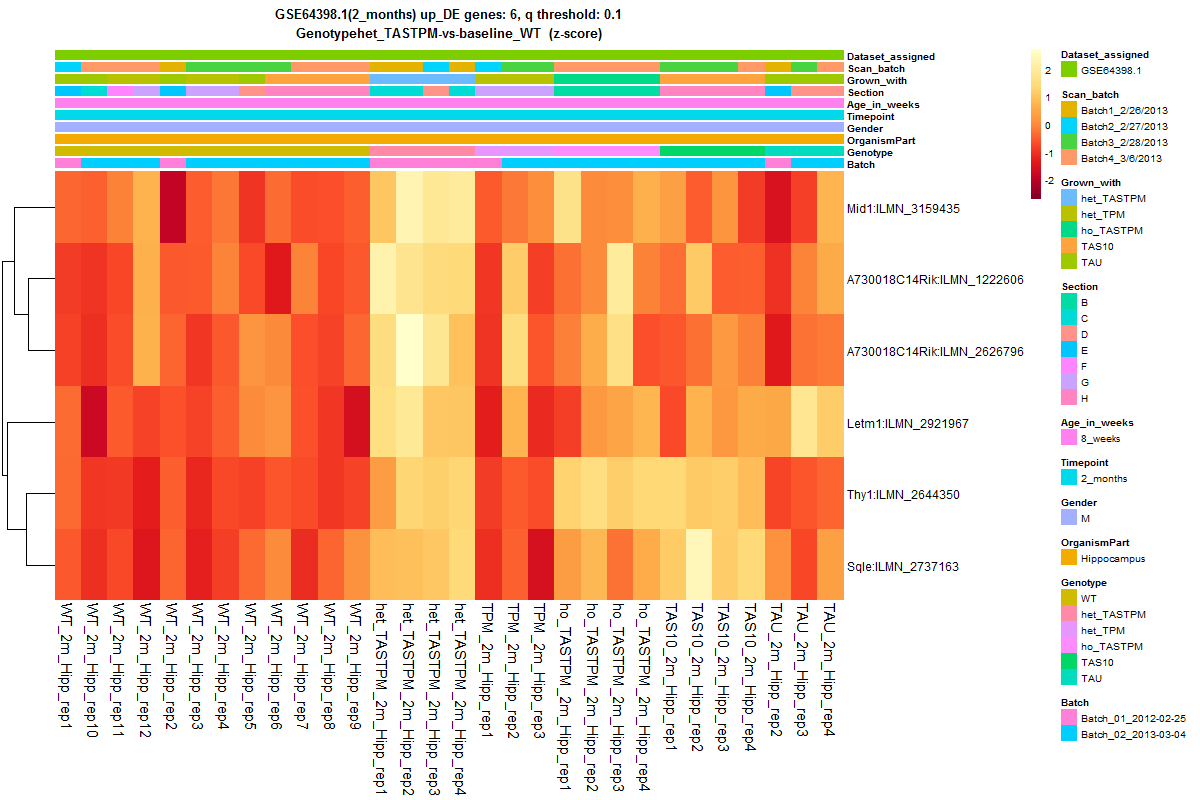 GSE64398.1(2_months) up_DE genes: 6, q threshold: 0.1
Genotypehet_TASTPM-vs-baseline_WT (z-score)
Dataset_assigned
Scan_batch
Grown_with
Section
Age_in_weeks
Timepoint
Gender
OrganismPart
Genotype
Batch
Mid1:ILMN_3159435
A730018C14Rik:ILMN_1222606
A730018C14Rik:ILMN_2626796
Letm1:ILMN_2921967
Thy1:ILMN_2644350
Sqle:ILMN_2737163
WT_2m_Hipp_rep1
WT_2m_Hipp_rep10
WT_2m_Hipp_rep11
WT_2m_Hipp_rep12
WT_2m_Hipp_rep2
WT_2m_Hipp_rep3
WT_2m_Hipp_rep4
WT_2m_Hipp_rep5
WT_2m_Hipp_rep6
WT_2m_Hipp_rep7
WT_2m_Hipp_rep8
WT_2m_Hipp_rep9
het_TASTPM_2m_Hipp_rep1
het_TASTPM_2m_Hipp_rep2
het_TASTPM_2m_Hipp_rep3
het_TASTPM_2m_Hipp_rep4
TPM_2m_Hipp_rep1
TPM_2m_Hipp_rep2
TPM_2m_Hipp_rep3
ho_TASTPM_2m_Hipp_rep1
ho_TASTPM_2m_Hipp_rep2
ho_TASTPM_2m_Hipp_rep3
ho_TASTPM_2m_Hipp_rep4
TAS10_2m_Hipp_rep1
TAS10_2m_Hipp_rep2
TAS10_2m_Hipp_rep3
TAS10_2m_Hipp_rep4
TAU_2m_Hipp_rep2
TAU_2m_Hipp_rep3
TAU_2m_Hipp_rep4
2
1
0
-1
-2
Dataset_assigned
GSE64398.1
Scan_batch
Batch1_2/26/2013
Batch2_2/27/2013
Batch3_2/28/2013
Batch4_3/6/2013
Grown_with
het_TASTPM
het_TPM
ho_TASTPM
TAS10
TAU
Section
B
C
D
E
F
G
H
Age_in_weeks
8_weeks
Timepoint
2_months
Gender
M
OrganismPart
Hippocampus
Genotype
WT
het_TASTPM
het_TPM
ho_TASTPM
TAS10
TAU
Batch
Batch_01_2012-02-25
Batch_02_2013-03-04